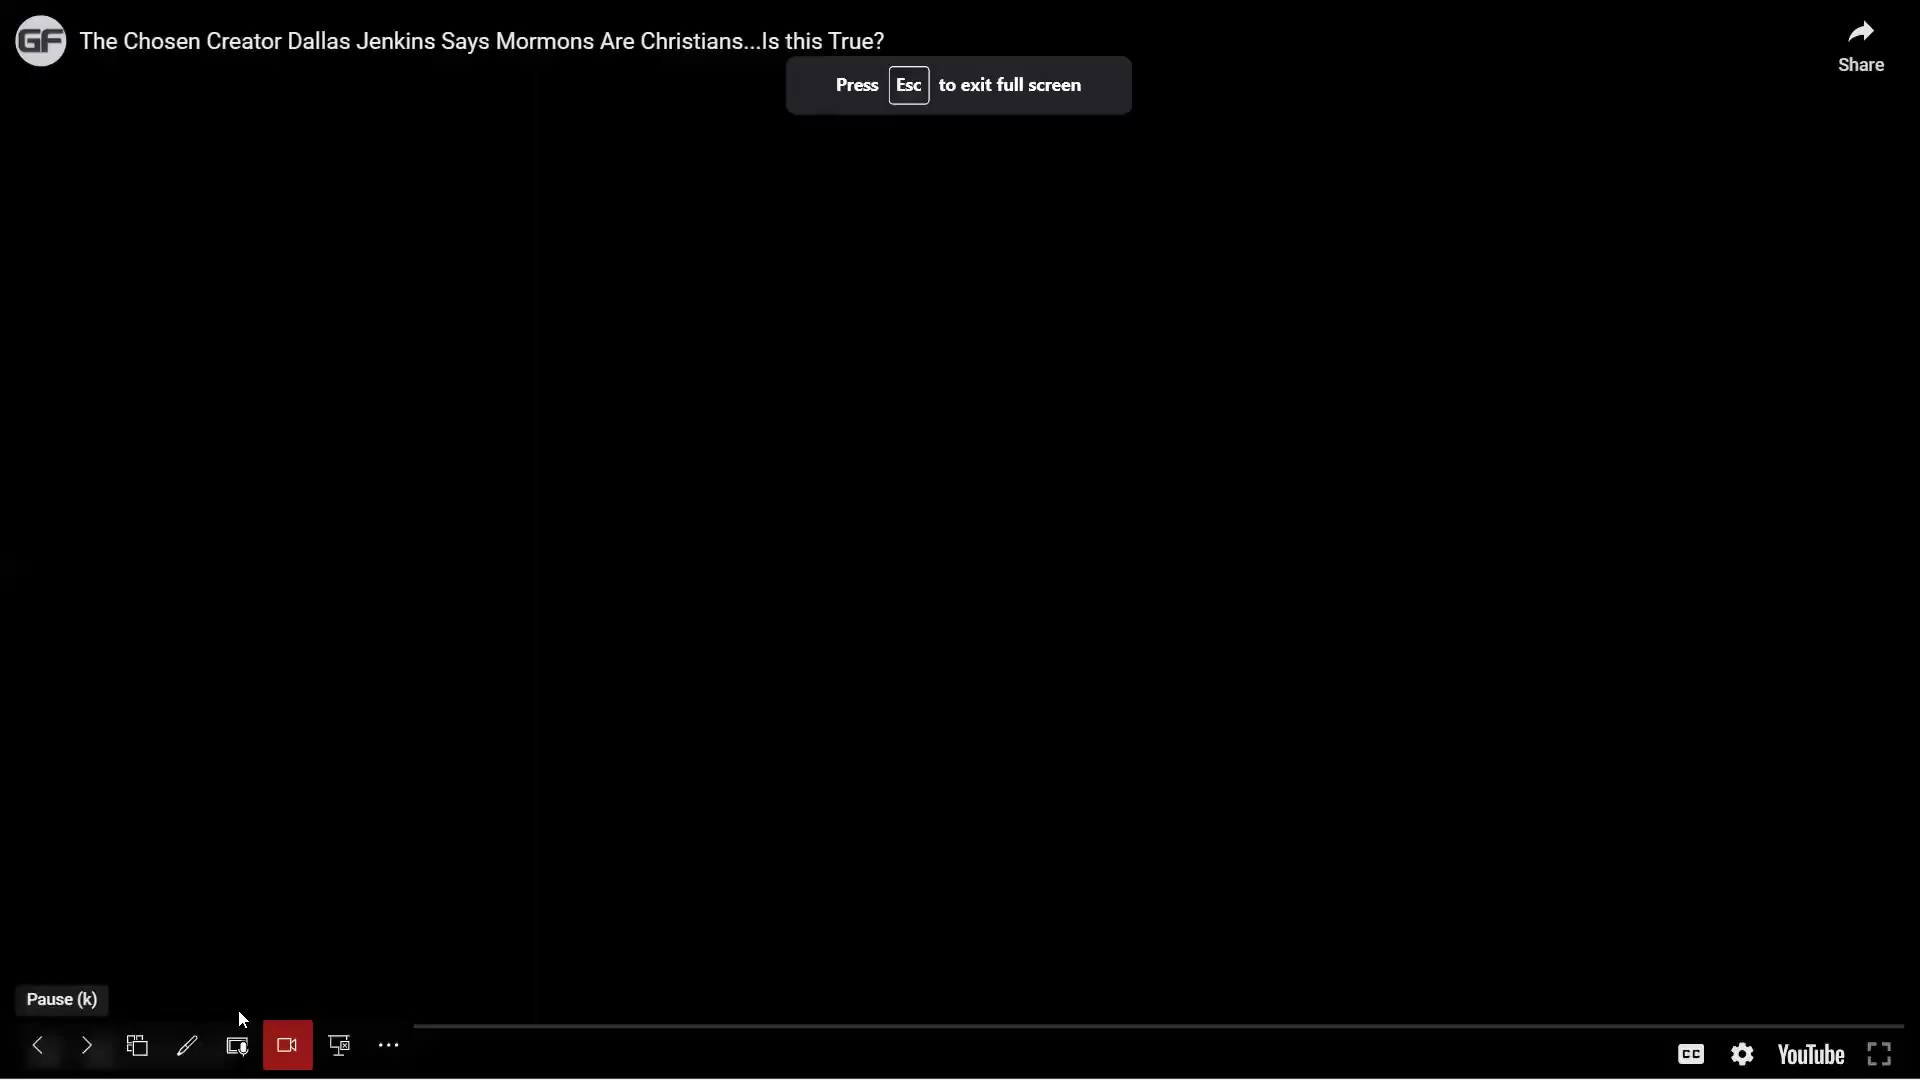 GF
The Chosen Creator Dallas Jenkins Says Mormons Are Christians...Is this True?
Share
Press Esc to exit full screen
Pause (k)
CC
YouTube